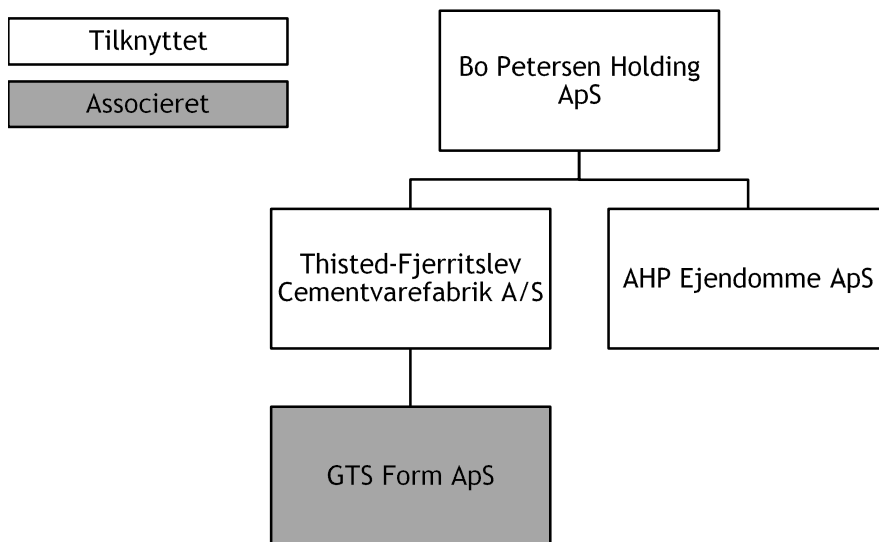 Tilknyttet
Associeret
Bo Petersen Holding
ApS
Thisted-Fjerritslev
Cementvarefabrik A/S
AHP Ejendomme ApS
GTS Form ApS